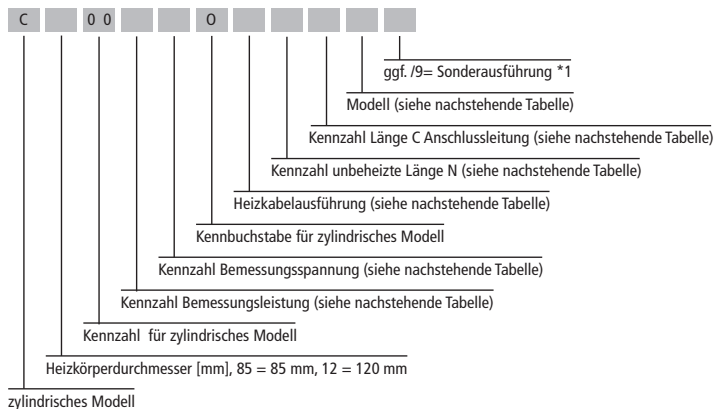 C 0 0 O
ggf. /9= Sonderausführung *1
Modell (siehe nachstehende Tabelle)
Kennzahl Länge C Anschlussleitung (siehe nachstehende Tabelle)
Kennzahl unbeheizte Länge N (siehe nachstehende Tabelle)
Heizkabelausführung (siehe nachstehende Tabelle)
Kennbuchstabe für zylindrisches Modell
Kennzahl Bemessungsspannung (siehe nachstehende Tabelle)
Kennzahl Bemessungsleistung (siehe nachstehende Tabelle)
Kennzahl für zylindrisches Modell
Heizkörperdurchmesser [mm], 85 = 85 mm, 12 = 120 mm
zylindrisches Modell